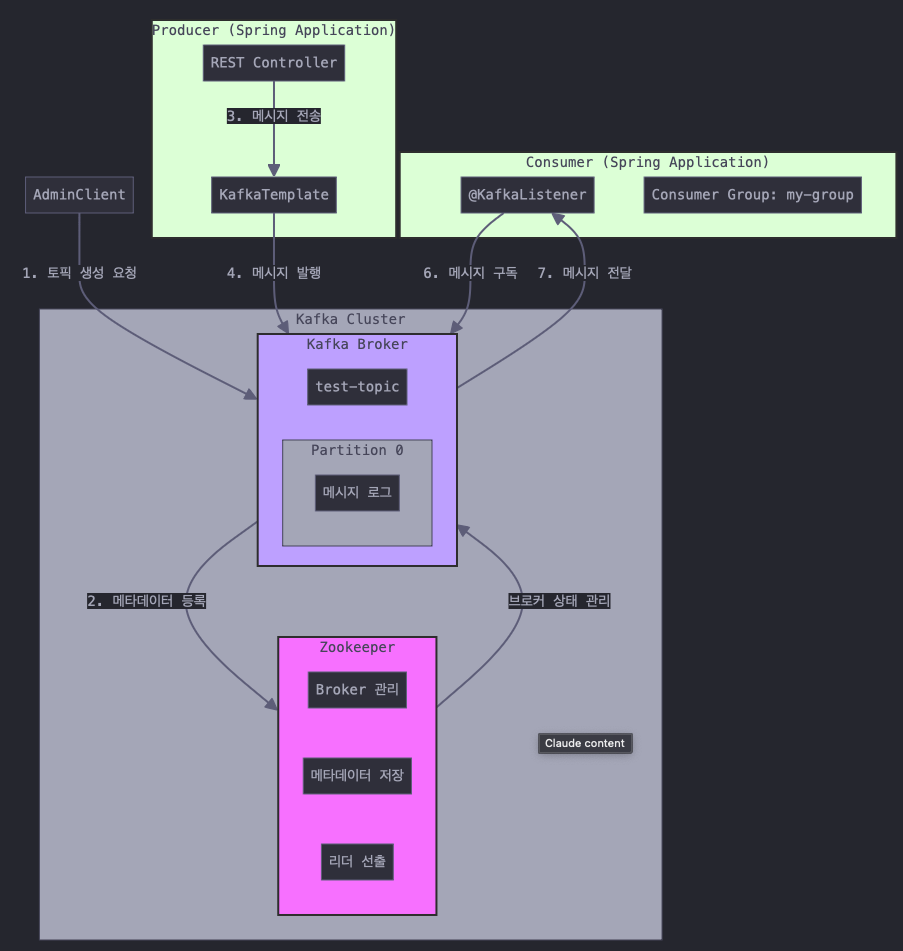 Producer (Spring Application)
REST Controller
3. 메시지 전송
KafkaTemplate
Consumer (Spring Application)
@KafkaListener
Consumer Group: my-group
AdminClient
1. 토픽 생성 요청
4. 메시지 발행
6. 메시지 구독
7. 메시지 전달
Kafka Cluster
Kafka Broker
test-topic
Partition 0
메시지 로그
2. 메타데이터 등록
브로커 상태 관리
Zookeeper
Broker 관리
메타데이터 저장
리더 선출
Claude content